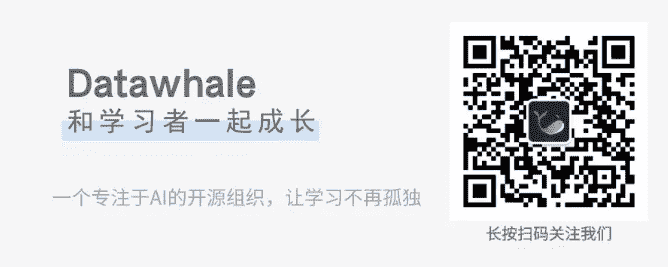 Datawhale
和学习者一起成长
一个专注于AI的开源组织，让学习不再孤独
长按扫码关注我们